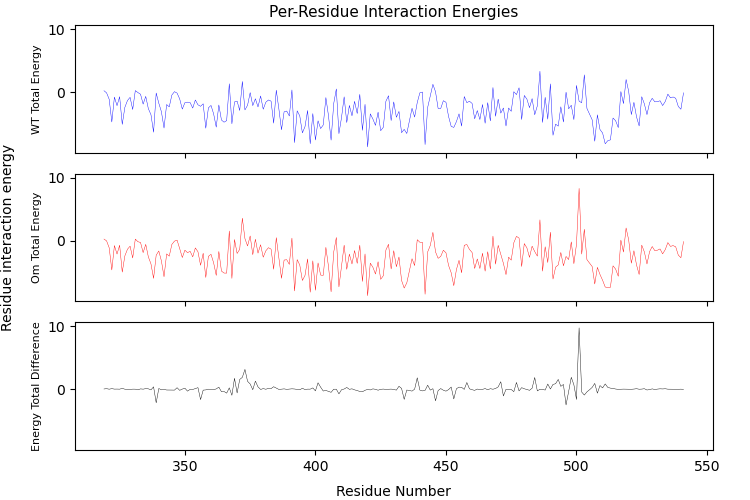 Per-Residue Interaction Energies
Residue interaction energy
WT Total Energy
10
0
Om Total Energy
10
0
Energy Total Difference
10
0
350
400
450
500
550
Residue Number